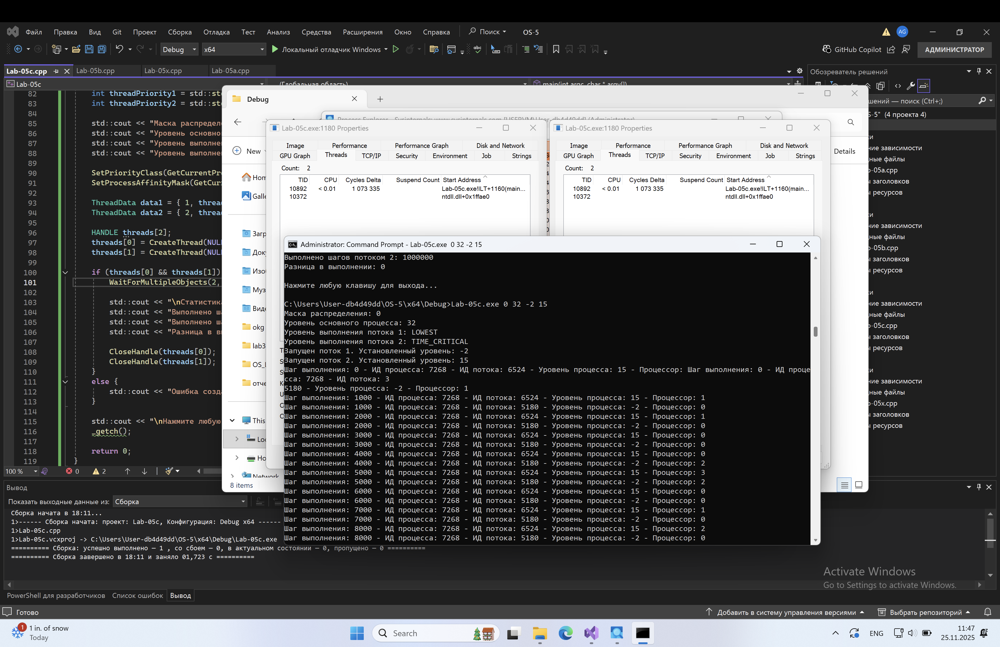 Файл Правка Вид Git Проект Сборка Отладка Тест Анализ Средства Расширения Окно Справка Поиск OS-5 AG
Debug x64 Локальный отладчик Windows GitHub Copilot АДМИНИСТРАТОР
Lab-05c.cpp Lab-05b.cpp Lab-05x.cpp Lab-05a.cpp
Lab-05c (Глобальная область) main(int argc, char * argv[])
82 int threadPriority1 = std::st
83 int threadPriority2 = std::st
84
85 std::cout << "Маска распредел
86 std::cout << "Уровень основно
87 std::cout << "Уровень выполне
88 std::cout << "Уровень выполне
89
90 SetPriorityClass(GetCurrentPr
91 SetProcessAffinityMask(GetCur
92
93 ThreadData data1 = { 1, threa
94 ThreadData data2 = { 2, threa
95
96 HANDLE threads[2];
97 threads[0] = CreateThread(NUL
98 threads[1] = CreateThread(NUL
99
100 if (threads[0] && threads[1])
101 WaitForMultipleObjects(2,
102
103 std::cout << "\nСтатистика
104 std::cout << "Выполнено ша
105 std::cout << "Выполнено ша
106 std::cout << "Разница в вы
107
108 CloseHandle(threads[0]);
109 CloseHandle(threads[1]);
110 }
111 else {
112 std::cout << "Ошибка созда
113 }
114
115 std::cout << "\nНажмите любую
116 _getch();
117
118 return 0;
119 }
100 % 0 2
Debug
New
Details
Hom
Galle
Загр
Доку
Изо
Муз
Виде
okg
lab3
OS_L
отче
This
Loc
Ho
Network
8 items
Process Explorer - Sysinternals: www.sysinternals.com [USERVM\User-db4d49dd] (Administrator)
Lab-05c.exe:1180 Properties
Image Performance Performance Graph Disk and Network
GPU Graph Threads TCP/IP Security Environment Job Strings
Count: 2
TID CPU Cycles Delta Suspend Count Start Address
10892 < 0.01 1 073 335 Lab-05c.exe!ILT+1160(main...
10372 ntdll.dll+0x1ffae0
Lab-05c.exe:1180 Properties
Image Performance Performance Graph Disk and Network
GPU Graph Threads TCP/IP Security Environment Job Strings
Count: 2
TID CPU Cycles Delta Suspend Count Start Address
10892 < 0.01 1 073 335 Lab-05c.exe!ILT+1160(main...
10372 ntdll.dll+0x1ffae0
Administrator: Command Prompt - Lab-05c.exe 0 32 -2 15
Выполнено шагов потоком 2: 1000000
Разница в выполнении: 0
Нажмите любую клавишу для выхода...
C:\Users\User-db4d49dd\OS-5\x64\Debug>Lab-05c.exe 0 32 -2 15
Маска распределения: 0
Уровень основного процесса: 32
Уровень выполнения потока 1: LOWEST
Уровень выполнения потока 2: TIME_CRITICAL
Запущен поток 1. Установленный уровень: -2
Запущен поток 2. Установленный уровень: 15
Шаг выполнения: 0 - ИД процесса: 7268 - ИД потока: 6524 - Уровень процесса: 15 - Процессор: Шаг выполнения: 0 - ИД проце
сса: 7268 - ИД потока: 3
5180 - Уровень процесса: -2 - Процессор: 1
Шаг выполнения: 1000 - ИД процесса: 7268 - ИД потока: 6524 - Уровень процесса: 15 - Процессор: 1
Шаг выполнения: 1000 - ИД процесса: 7268 - ИД потока: 5180 - Уровень процесса: -2 - Процессор: 0
Шаг выполнения: 2000 - ИД процесса: 7268 - ИД потока: 6524 - Уровень процесса: 15 - Процессор: 1
Шаг выполнения: 2000 - ИД процесса: 7268 - ИД потока: 5180 - Уровень процесса: -2 - Процессор: 0
Шаг выполнения: 3000 - ИД процесса: 7268 - ИД потока: 6524 - Уровень процесса: 15 - Процессор: 0
Шаг выполнения: 3000 - ИД процесса: 7268 - ИД потока: 5180 - Уровень процесса: -2 - Процессор: 0
Шаг выполнения: 4000 - ИД процесса: 7268 - ИД потока: 6524 - Уровень процесса: 15 - Процессор: 0
Шаг выполнения: 4000 - ИД процесса: 7268 - ИД потока: 5180 - Уровень процесса: -2 - Процессор: 2
Шаг выполнения: 5000 - ИД процесса: 7268 - ИД потока: 6524 - Уровень процесса: 15 - Процессор: 3
Шаг выполнения: 5000 - ИД процесса: 7268 - ИД потока: 5180 - Уровень процесса: -2 - Процессор: 2
Шаг выполнения: 6000 - ИД процесса: 7268 - ИД потока: 6524 - Уровень процесса: 15 - Процессор: 0
Шаг выполнения: 6000 - ИД процесса: 7268 - ИД потока: 5180 - Уровень процесса: -2 - Процессор: 0
Шаг выполнения: 7000 - ИД процесса: 7268 - ИД потока: 6524 - Уровень процесса: 15 - Процессор: 1
Шаг выполнения: 7000 - ИД процесса: 7268 - ИД потока: 5180 - Уровень процесса: -2 - Процессор: 0
Шаг выполнения: 8000 - ИД процесса: 7268 - ИД потока: 6524 - Уровень процесса: 15 - Процессор: 2
Шаг выполнения: 8000 - ИД процесса: 7268 - ИД потока: 5180 - Уровень процесса: -2 - Процессор: 0
Обозреватель решений
шений — поиск (Ctrl+;)
S-5" (4 проекта 4)
ки
ние зависимости
дные файлы
b-05a.cpp
ы заголовков
ы ресурсов
ки
ние зависимости
дные файлы
b-05b.cpp
ы заголовков
ы ресурсов
ки
ние зависимости
дные файлы
b-05c.cpp
ы заголовков
ы ресурсов
ки
ние зависимости
дные файлы
b-05x.cpp
ы заголовков
ы ресурсов
Вывод
Показать выходные данные из: Сборка
Сборка начата в 18:11...
1>------ Сборка начата: проект: Lab-05c, Конфигурация: Debug x64 ------
1>Lab-05c.cpp
1>Lab-05c.vcxproj -> C:\Users\User-db4d49dd\OS-5\x64\Debug\Lab-05c.exe
========== Сборка: успешно выполнено — 1 , со сбоем — 0, в актуальном состоянии — 0, пропущено — 0 ==========
========== Сборка завершено в 18:11 и заняло 01,723 с ==========
Activate Windows
Go to Settings to activate Windows.
PowerShell для разработчиков Список ошибок Вывод
Готово Добавить в систему управления версиями Выбрать репозиторий
1 1 in. of snow
Today
Search
ENG
11:47
25.11.2025